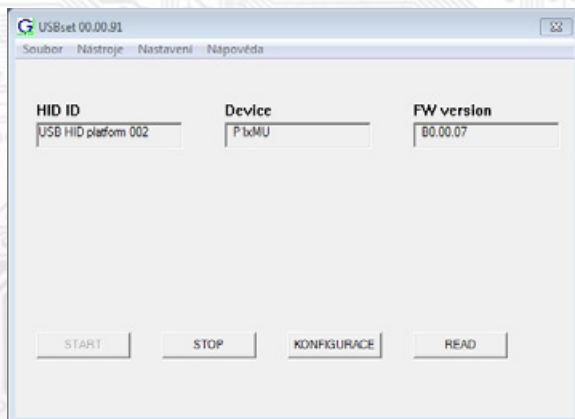 USBset 00.00.91
Soubor Nástroje Nastavení Nápověda
HID ID Device FW version
USB HID platform 002 P1xMU B0.00.07
START STOP KONFIGURACE READ